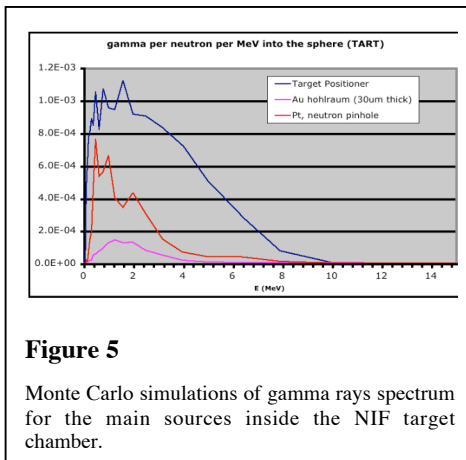 gamma per neutron per MeV into the sphere (TART)
1.2E-03
1.0E-03
8.0E-04
6.0E-04
4.0E-04
2.0E-04
0.0E+00
Target Positioner
Au hohlraum (30um thick)
Pt, neutron pinhole
0 2 4 6 8 10 12 14
E (MeV)
Figure 5
Monte Carlo simulations of gamma rays spectrum
for the main sources inside the NIF target
chamber.